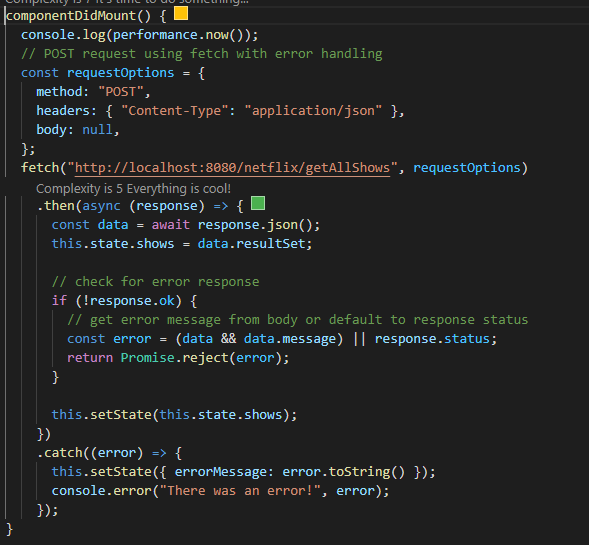 Complexity is 7 It's time to do something...
componentDidMount() {
console.log(performance.now());
// POST request using fetch with error handling
const requestOptions = {
method: "POST",
headers: { "Content-Type": "application/json" },
body: null,
};
fetch("http://localhost:8080/netflix/getAllShows", requestOptions)
Complexity is 5 Everything is cool!
.then(async (response) => {
const data = await response.json();
this.state.shows = data.resultSet;
// check for error response
if (!response.ok) {
// get error message from body or default to response status
const error = (data && data.message) || response.status;
return Promise.reject(error);
}
this.setState(this.state.shows);
})
.catch((error) => {
this.setState({ errorMessage: error.toString() });
console.error("There was an error!", error);
});
}